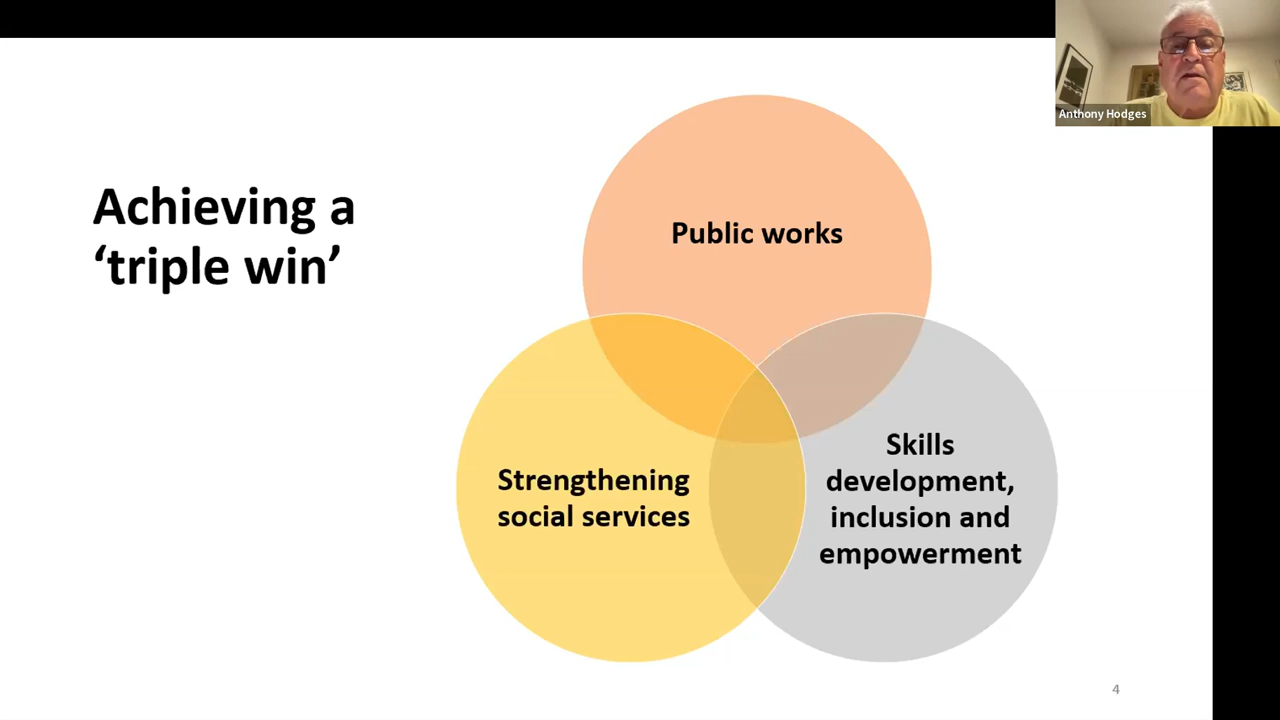 Anthony Hodges
Achieving a
‘triple win’
Public works
Strengthening
social services
Skills
development,
inclusion and
empowerment
4